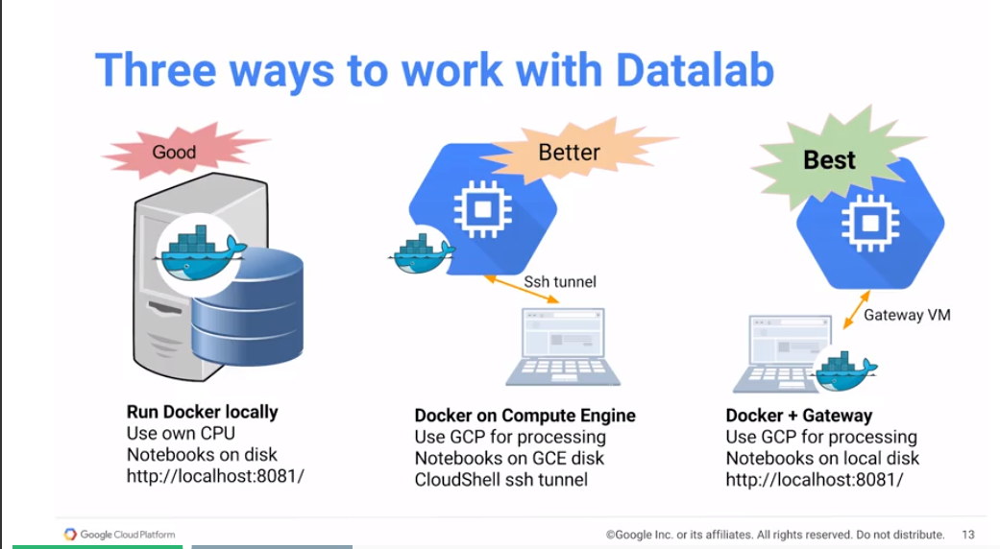 Three ways to work with Datalab
Good
Better
Best
Ssh tunnel
Gateway VM
Run Docker locally
Use own CPU
Notebooks on disk
http://localhost:8081/
Docker on Compute Engine
Use GCP for processing
Notebooks on GCE disk
CloudShell ssh tunnel
Docker + Gateway
Use GCP for processing
Notebooks on local disk
http://localhost:8081/
Google Cloud Platform
©Google Inc. or its affiliates. All rights reserved. Do not distribute.
13